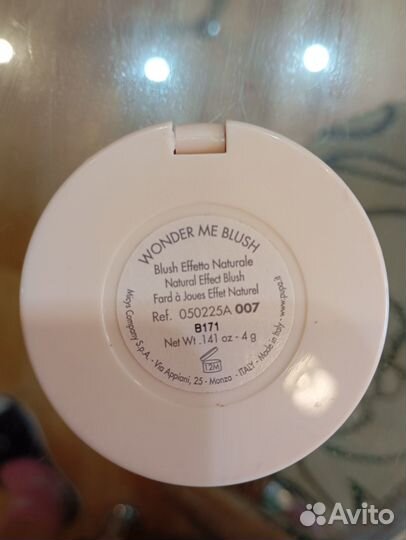 WONDER ME BLUSH
Blush Effetto Naturale
Natural Effect Blush
Fard à Joues Effet Naturel
Ref. 050225A 007
B171
Net Wt .141 oz - 4 g
12M
Micys Company S.p.A. - Via Appiani, 25 - Monza - ITALY - Made in Italy - www.pupa.it
Avito